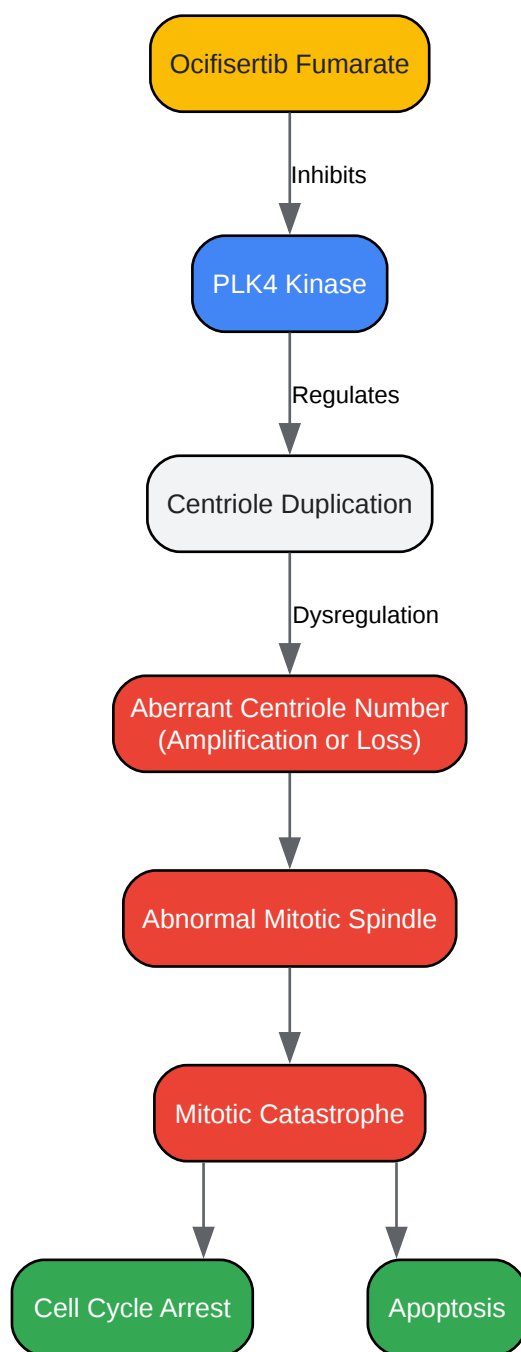 Ocifisertib Fumarate
Inhibits
PLK4 Kinase
Regulates
Centriole Duplication
Dysregulation
Aberrant Centriole Number
(Amplification or Loss)
Abnormal Mitotic Spindle
Mitotic Catastrophe
Cell Cycle Arrest
Apoptosis